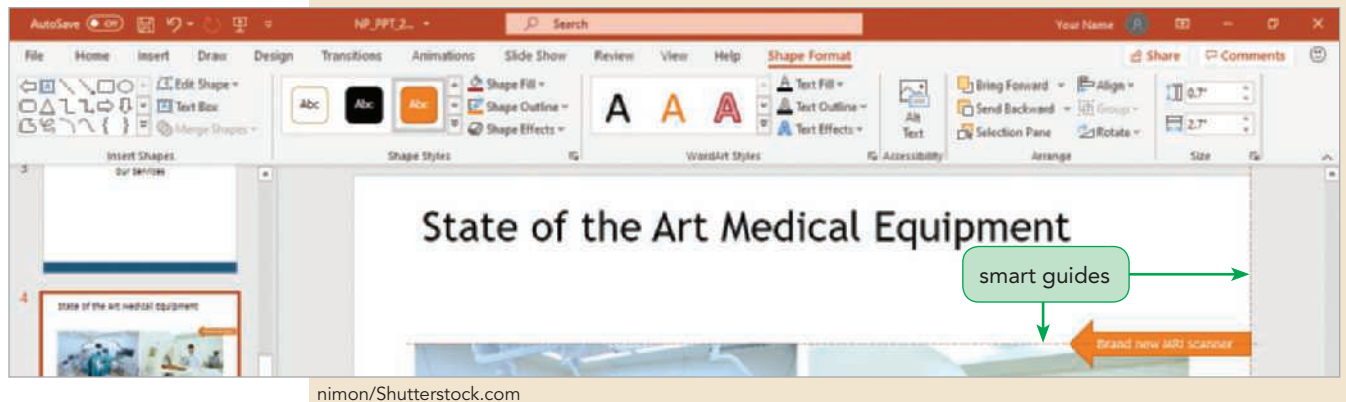 AutoSave Off NP_PPT_2... Search Your Name
File Home Insert Draw Design Transitions Animations Slide Show Review View Help Shape Format Share Comments
Edit Shape
Text Box
Merge Shapes
Insert Shapes
Abc Abc Abc
Shape Fill
Shape Outline
Shape Effects
Shape Styles
A A A
Text Fill
Text Outline
Text Effects
WordArt Styles
Alt
Text
Accessibility
Bring Forward
Send Backward
Selection Pane
Align
Group
Rotate
Arrange
0.7"
2.7"
Size
3
Our Services
4
State of the Art Medical Equipment
State of the Art Medical Equipment
smart guides
Brand new MRI scanner
nimon/Shutterstock.com